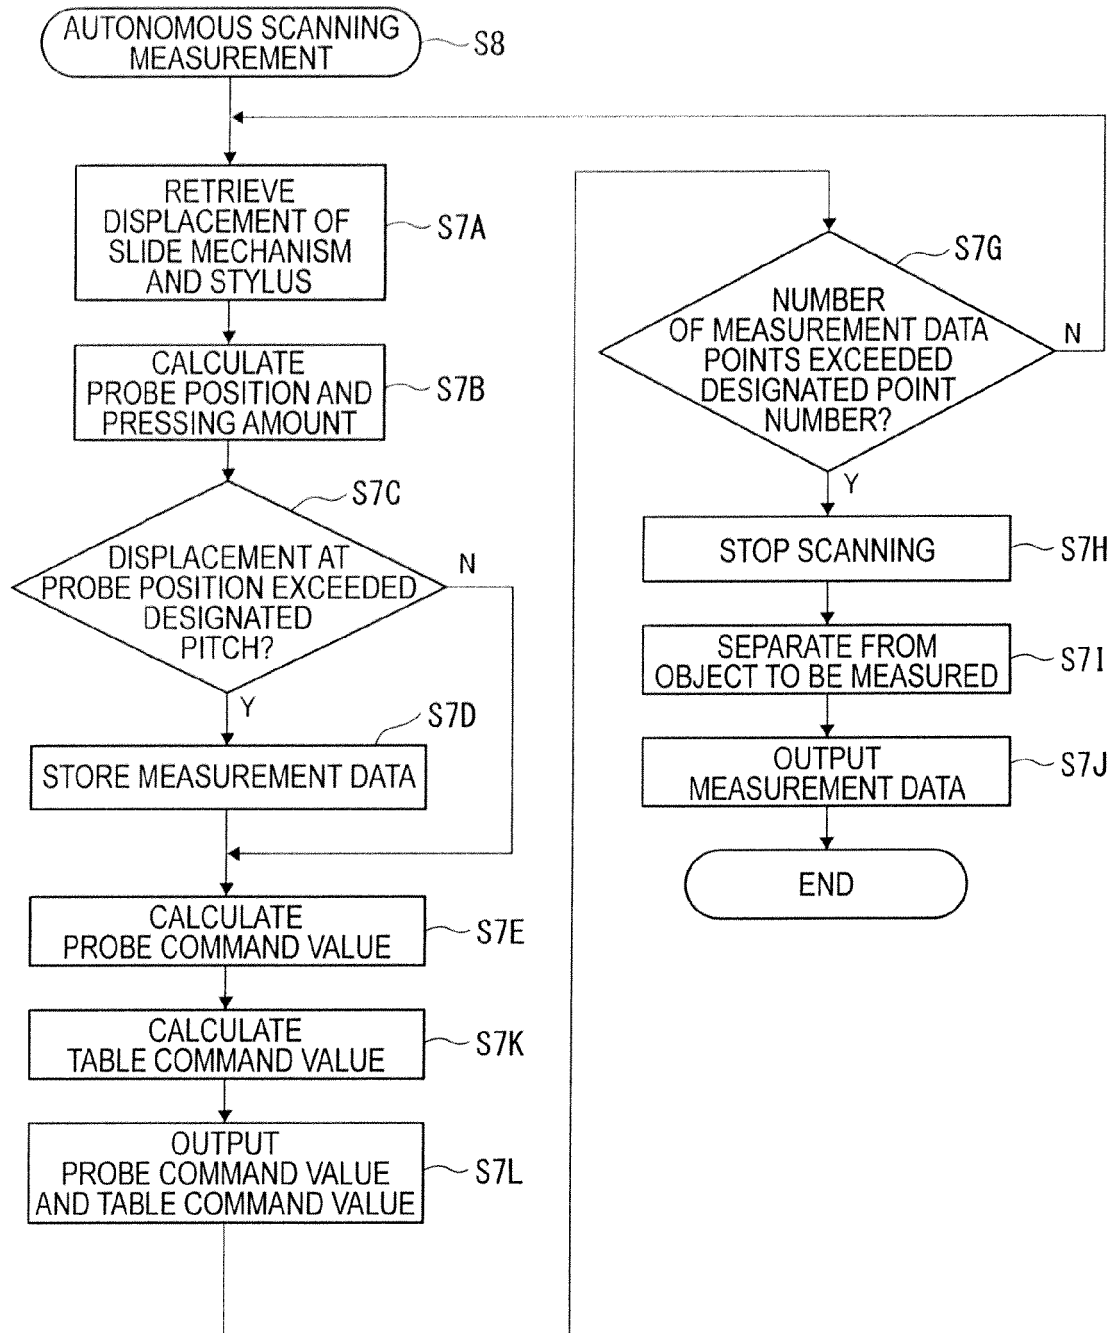 AUTONOMOUS SCANNING
MEASUREMENT
S8
RETRIEVE
DISPLACEMENT OF
SLIDE MECHANISM
AND STYLUS
S7A
CALCULATE
PROBE POSITION AND
PRESSING AMOUNT
S7B
S7C
DISPLACEMENT AT
PROBE POSITION EXCEEDED
DESIGNATED
PITCH?
N
Y
S7D
STORE MEASUREMENT DATA
CALCULATE
PROBE COMMAND VALUE
S7E
CALCULATE
TABLE COMMAND VALUE
S7K
OUTPUT
PROBE COMMAND VALUE
AND TABLE COMMAND VALUE
S7L
S7G
NUMBER
OF MEASUREMENT DATA
POINTS EXCEEDED
DESIGNATED POINT
NUMBER?
N
Y
STOP SCANNING
S7H
SEPARATE FROM
OBJECT TO BE MEASURED
S7I
OUTPUT
MEASUREMENT DATA
S7J
END